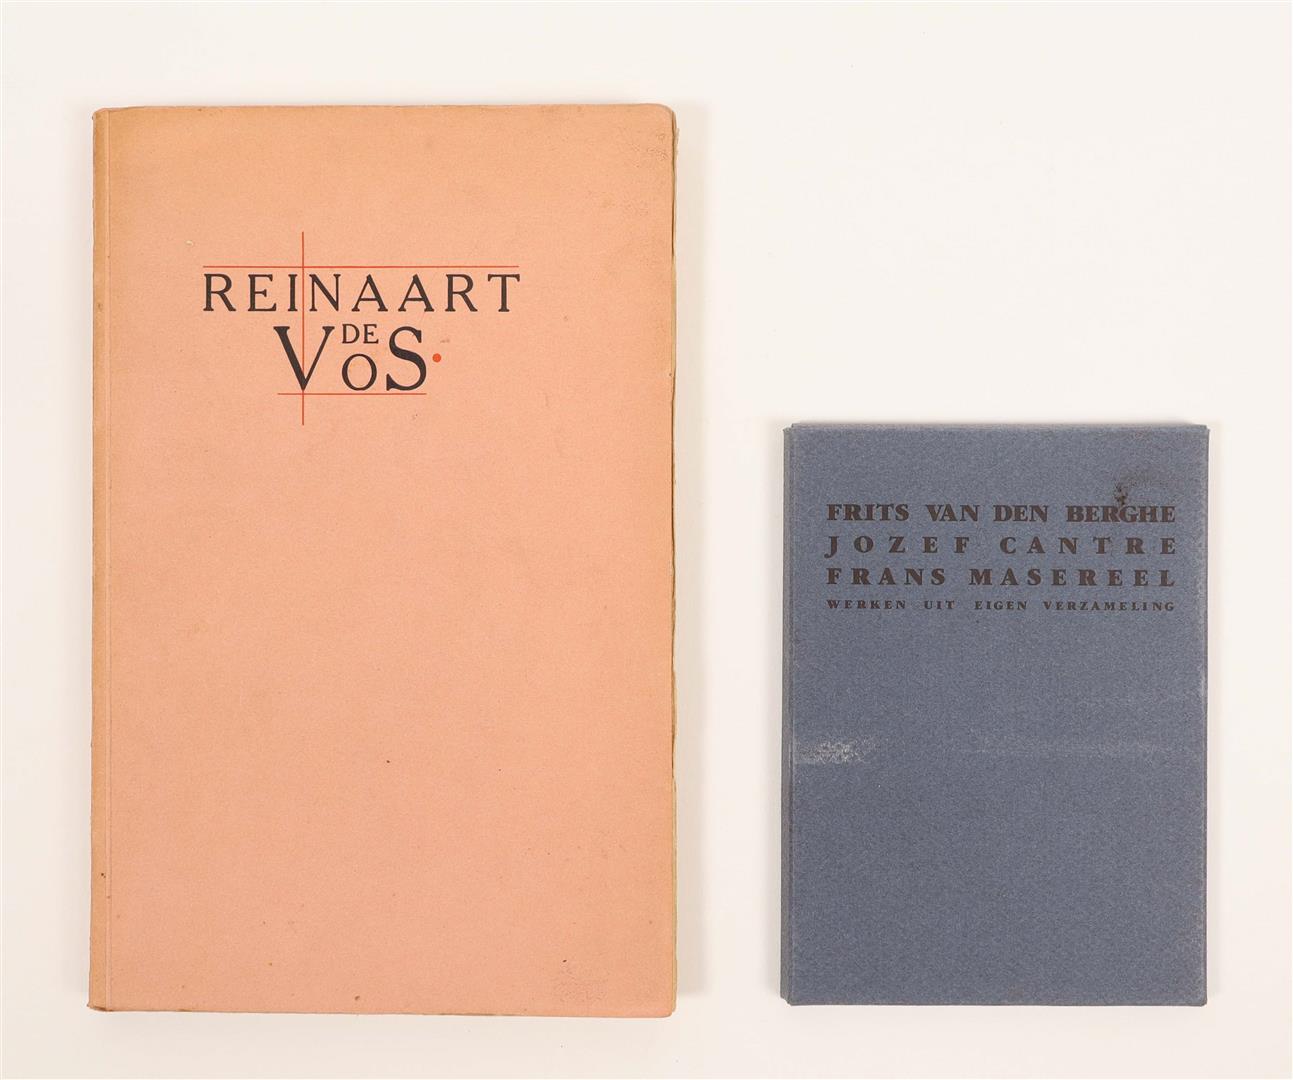 REINAART
DE
VOS.
FRITS VAN DEN BERGHE
JOZEF CANTRE
FRANS MASEREEL
WERKEN UIT EIGEN VERZAMELING